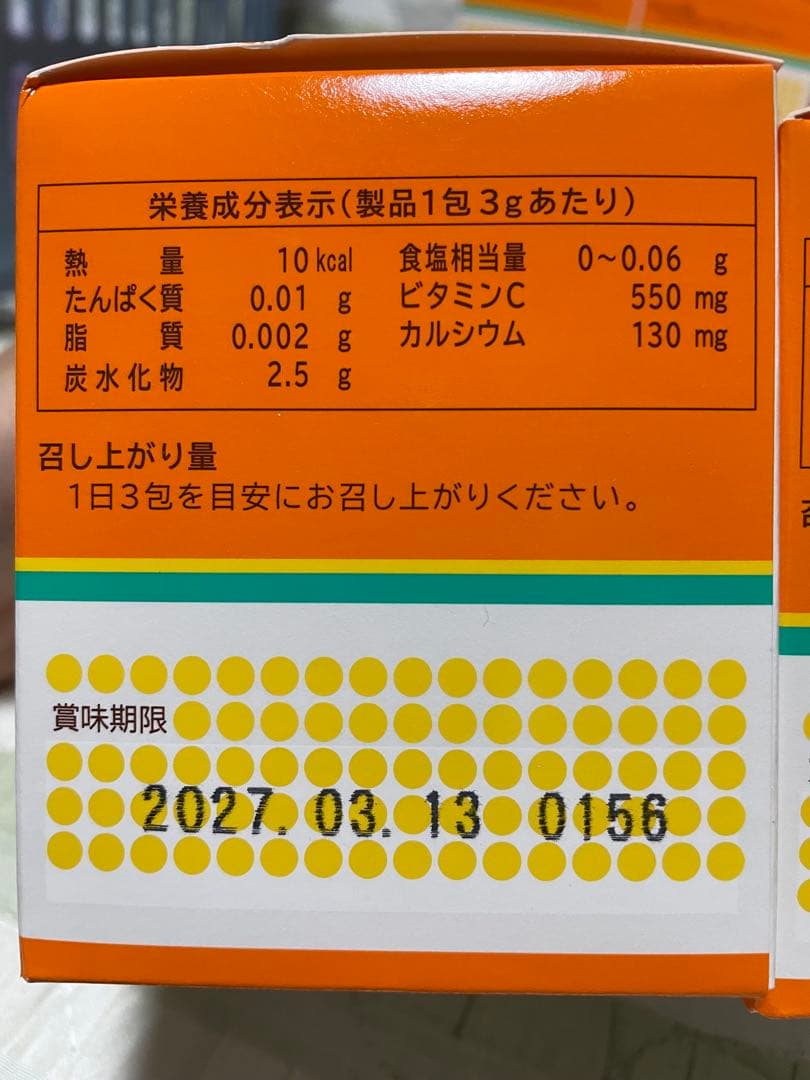 栄養成分表示(製品1包3gあたり)
熱量 10kcal 食塩相当量 0〜0.06 g
たんぱく質 0.01 g ビタミンC 550 mg
脂質 0.002 g カルシウム 130 mg
炭水化物 2.5 g
召し上がり量
1日3包を目安にお召し上がりください。
賞味期限
2027.03.13 0156